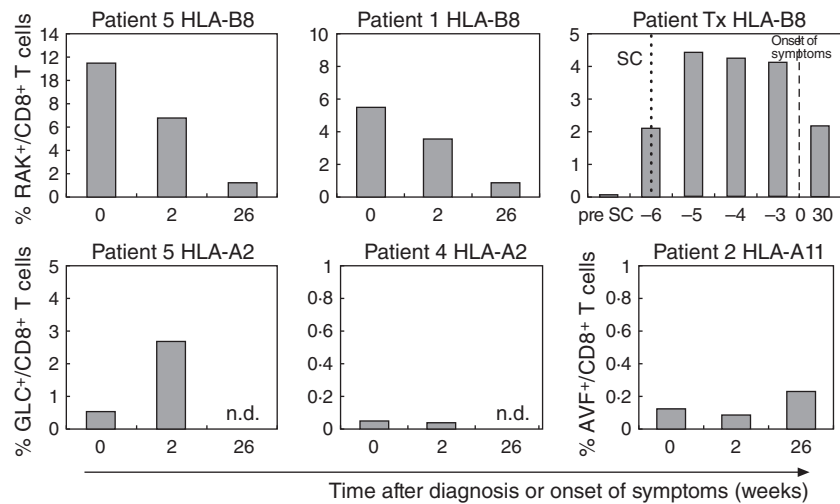 Patient 5 HLA-B8
Patient 1 HLA-B8
Patient Tx HLA-B8
% RAK⁺/CD8⁺ T cells
14
12
10
8
6
4
2
0
0 2 26
10
8
6
4
2
0
0 2 26
5
4
3
2
1
0
SC
Onset of
symptoms
pre SC –6 –5 –4 –3 0 30
Patient 5 HLA-A2
Patient 4 HLA-A2
Patient 2 HLA-A11
% GLC⁺/CD8⁺ T cells
5
4
3
2
1
0
n.d.
0 2 26
1
0·8
0·6
0·4
0·2
0
n.d.
0 2 26
% AVF⁺/CD8⁺ T cells
1
0·8
0·6
0·4
0·2
0
0 2 26
Time after diagnosis or onset of symptoms (weeks)